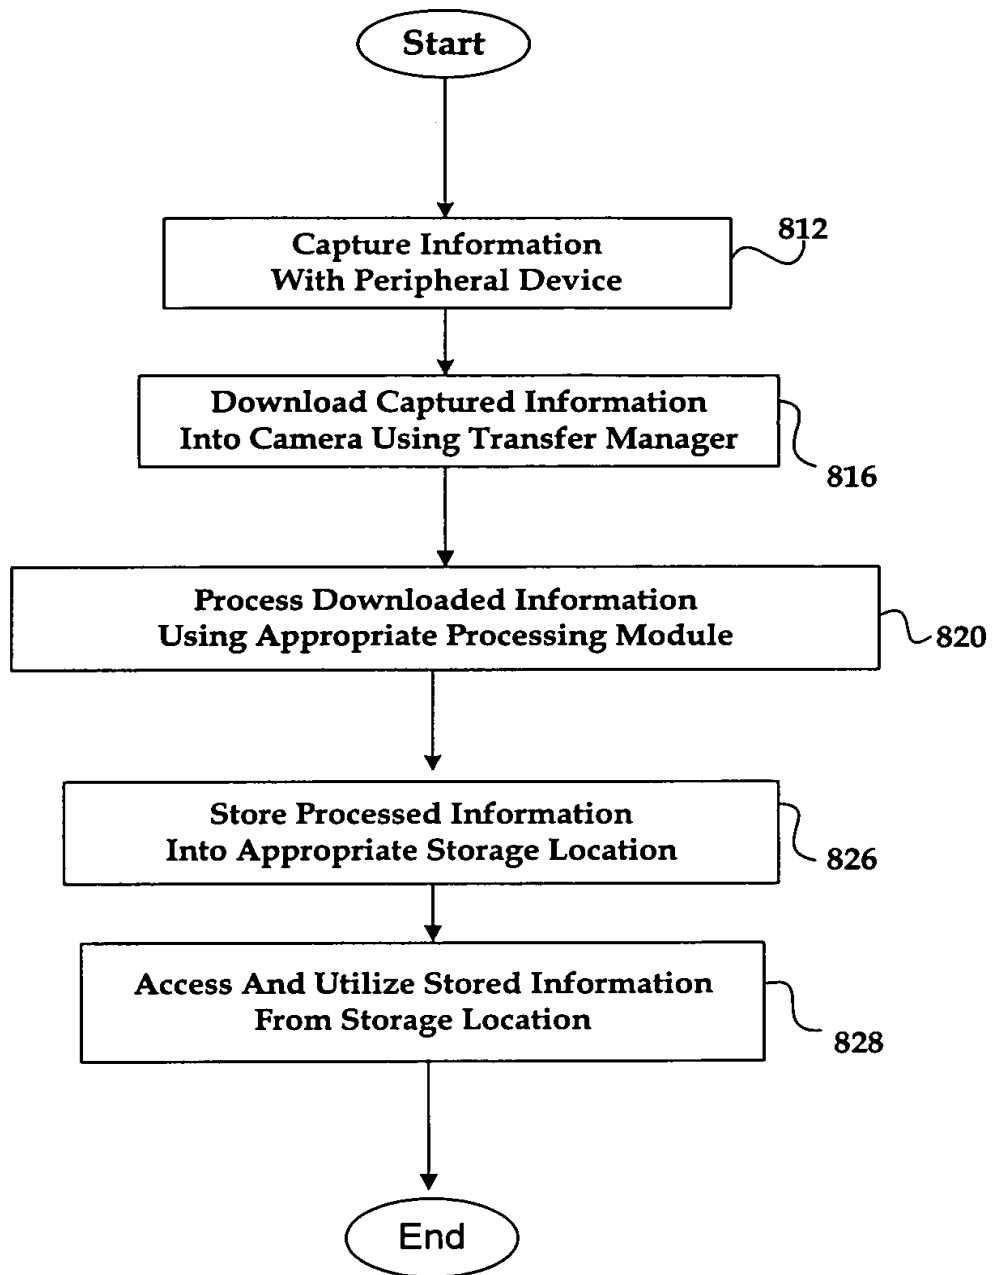 Start
Capture Information
With Peripheral Device
812
Download Captured Information
Into Camera Using Transfer Manager
816
Process Downloaded Information
Using Appropriate Processing Module
820
Store Processed Information
Into Appropriate Storage Location
826
Access And Utilize Stored Information
From Storage Location
828
End